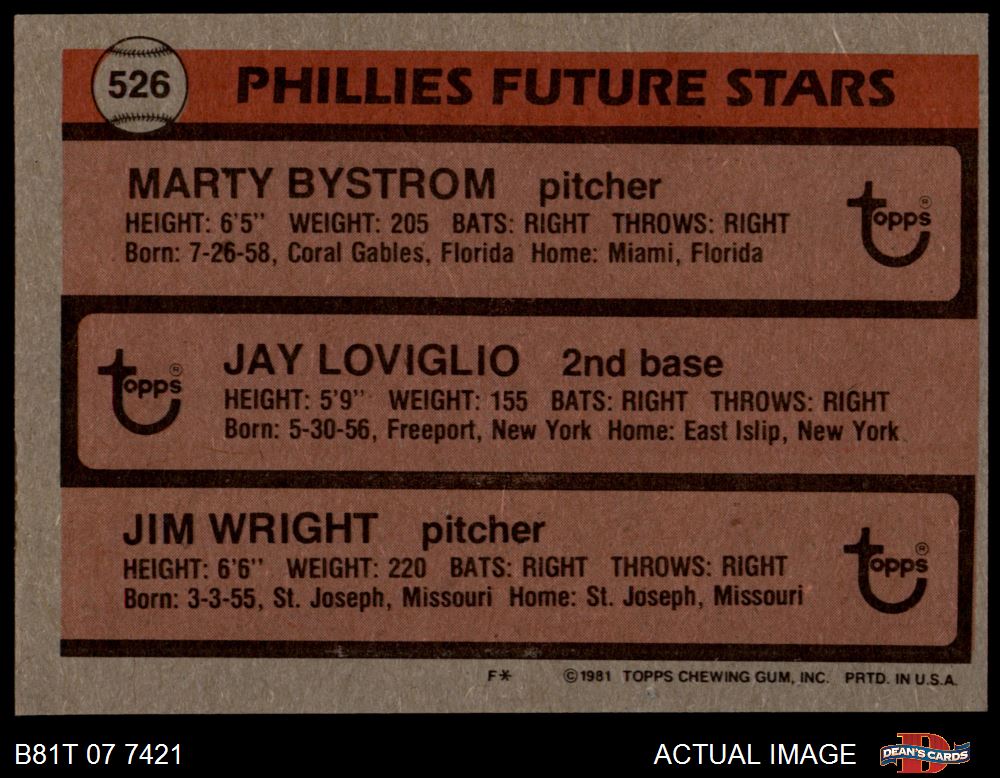 526
PHILLIES FUTURE STARS
MARTY BYSTROM pitcher
HEIGHT: 6'5" WEIGHT: 205 BATS: RIGHT THROWS: RIGHT
Born: 7-26-58, Coral Gables, Florida Home: Miami, Florida
topps®
JAY LOVIGLIO 2nd base
topps®
HEIGHT: 5'9" WEIGHT: 155 BATS: RIGHT THROWS: RIGHT
Born: 5-30-56, Freeport, New York Home: East Islip, New York
JIM WRIGHT pitcher
HEIGHT: 6'6" WEIGHT: 220 BATS: RIGHT THROWS: RIGHT
Born: 3-3-55, St. Joseph, Missouri Home: St. Joseph, Missouri
topps®
F* ©1981 TOPPS CHEWING GUM, INC. PRTD. IN U.S.A.
B81T 07 7421 ACTUAL IMAGE
D
DEAN'S CARDS